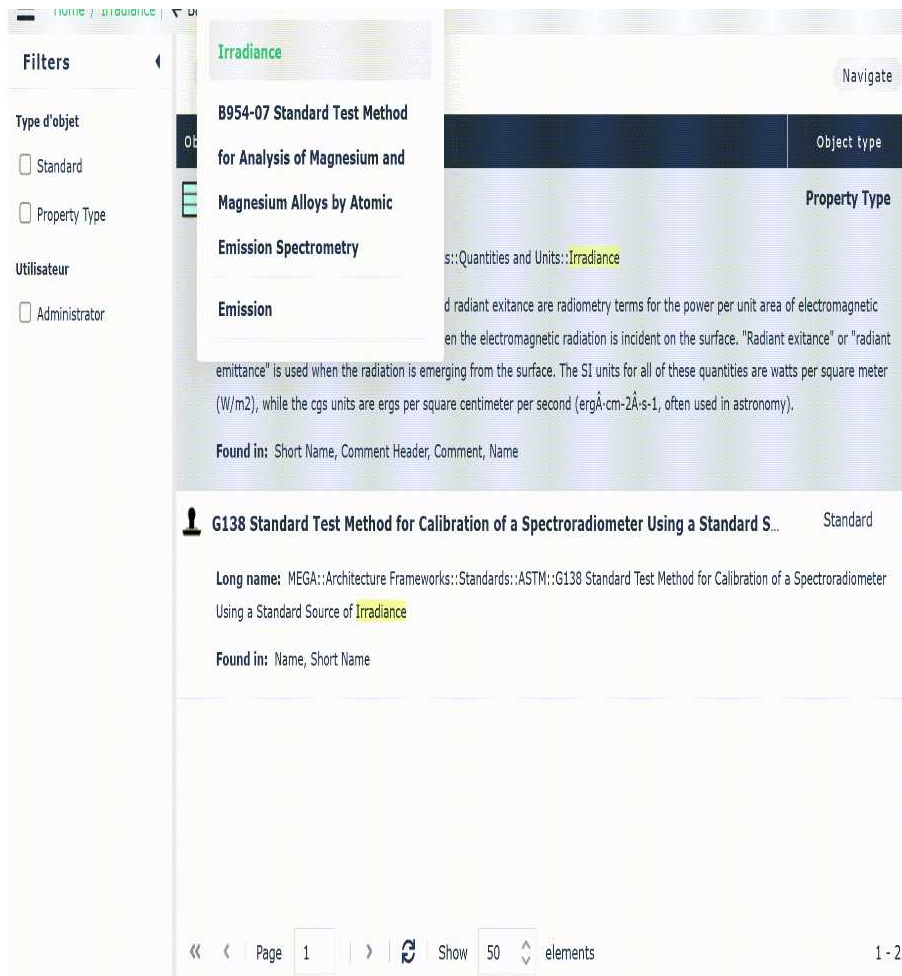 Home / Irradiance
Irradiance
B954-07 Standard Test Method
for Analysis of Magnesium and
Magnesium Alloys by Atomic
Emission Spectrometry
Emission
Filters
Type d'objet
Standard
Property Type
Utilisateur
Administrator
Navigate
Ob
Object type
Property Type
s::Quantities and Units::Irradiance
d radiant exitance are radiometry terms for the power per unit area of electromagnetic
en the electromagnetic radiation is incident on the surface. "Radiant exitance" or "radiant
emittance" is used when the radiation is emerging from the surface. The SI units for all of these quantities are watts per square meter
(W/m2), while the cgs units are ergs per square centimeter per second (ergÂ·cm-2Â·s-1, often used in astronomy).
Found in: Short Name, Comment Header, Comment, Name
G138 Standard Test Method for Calibration of a Spectroradiometer Using a Standard S...
Standard
Long name: MEGA::Architecture Frameworks::Standards::ASTM::G138 Standard Test Method for Calibration of a Spectroradiometer
Using a Standard Source of Irradiance
Found in: Name, Short Name
Page 1 Show 50 elements 1 - 2